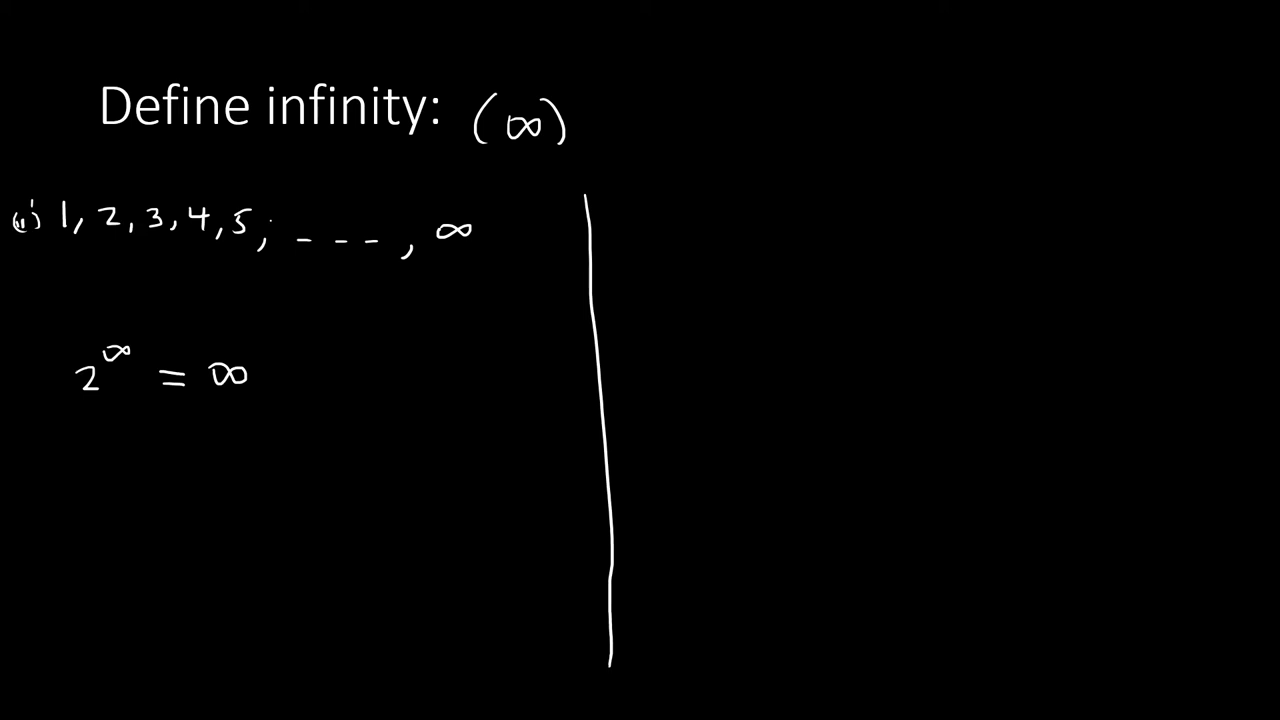 Define infinity: (∞)
1, 2, 3, 4, 5, - - - , ∞
2^∞ = ∞